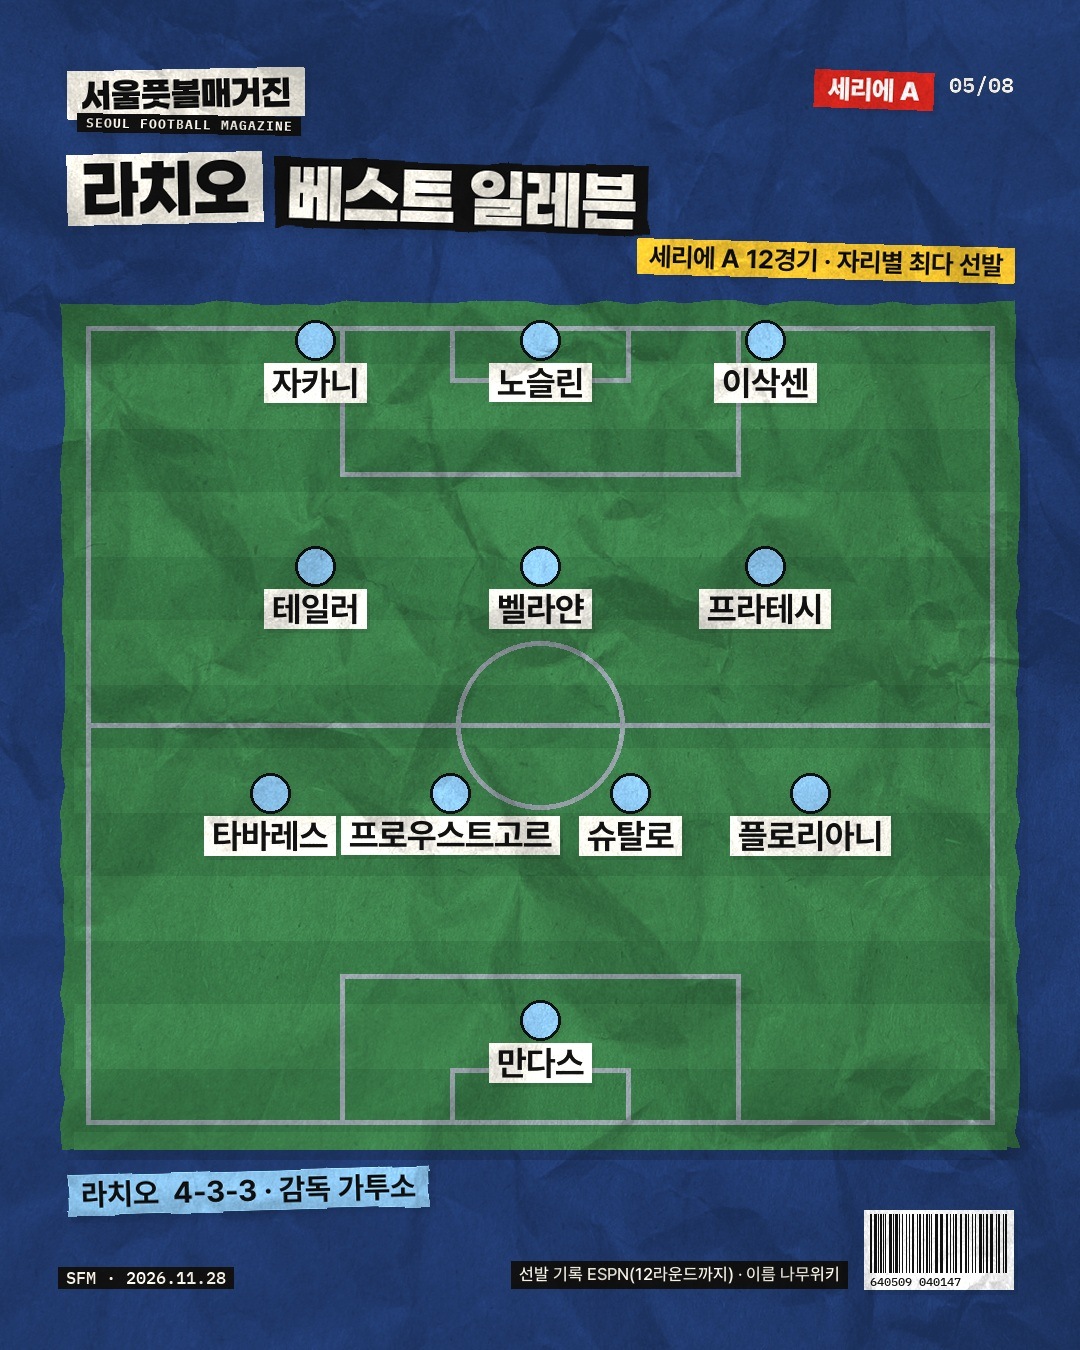 서울풋볼매거진
SEOUL FOOTBALL MAGAZINE
세리에 A
05/08
라치오 베스트 일레븐
세리에 A 12경기 · 자리별 최다 선발
자카니 노슬린 이삭센
테일러 벨라얀 프라테시
타바레스 프로우스트고르 슈탈로 플로리아니
만다스
라치오 4-3-3 · 감독 가투소
SFM · 2026.11.28
선발 기록 ESPN(12라운드까지) · 이름 나무위키
640509 040147